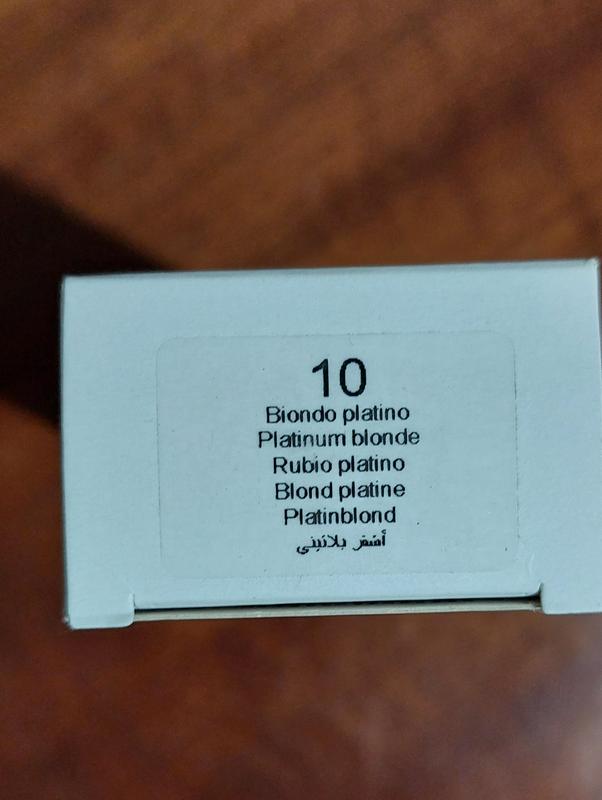 10
Biondo platino
Platinum blonde
Rubio platino
Blond platine
Platinblond
أشقر بلاتيني